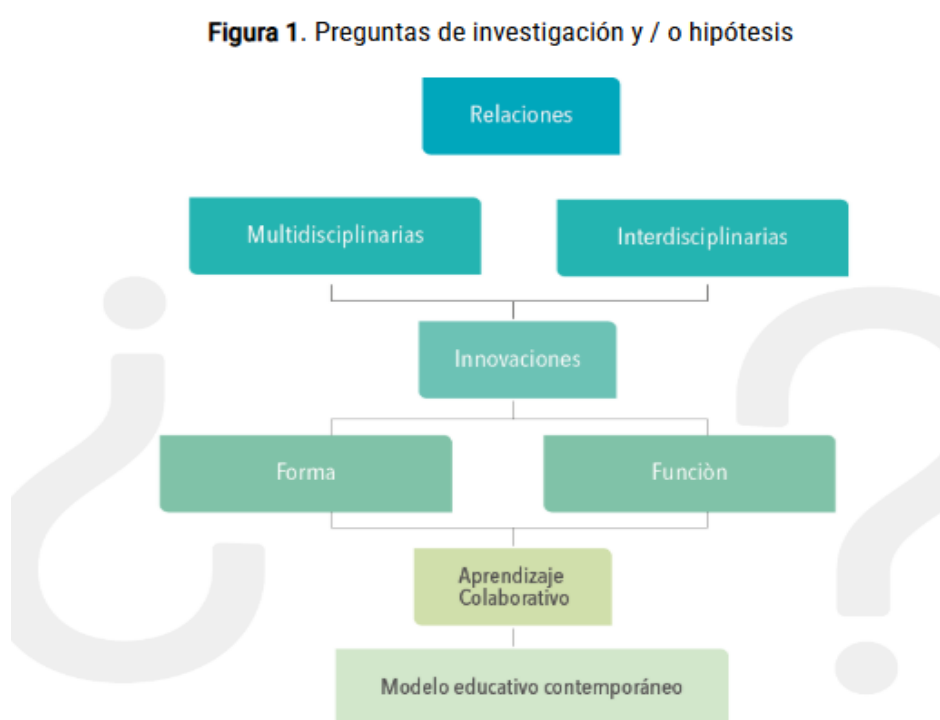 Figura 1. Preguntas de investigación y / o hipótesis
Relaciones
Multidisciplinarias
Interdisciplinarias
Innovaciones
Forma
Funciòn
Aprendizaje
Colaborativo
Modelo educativo contemporáneo
¿ ?